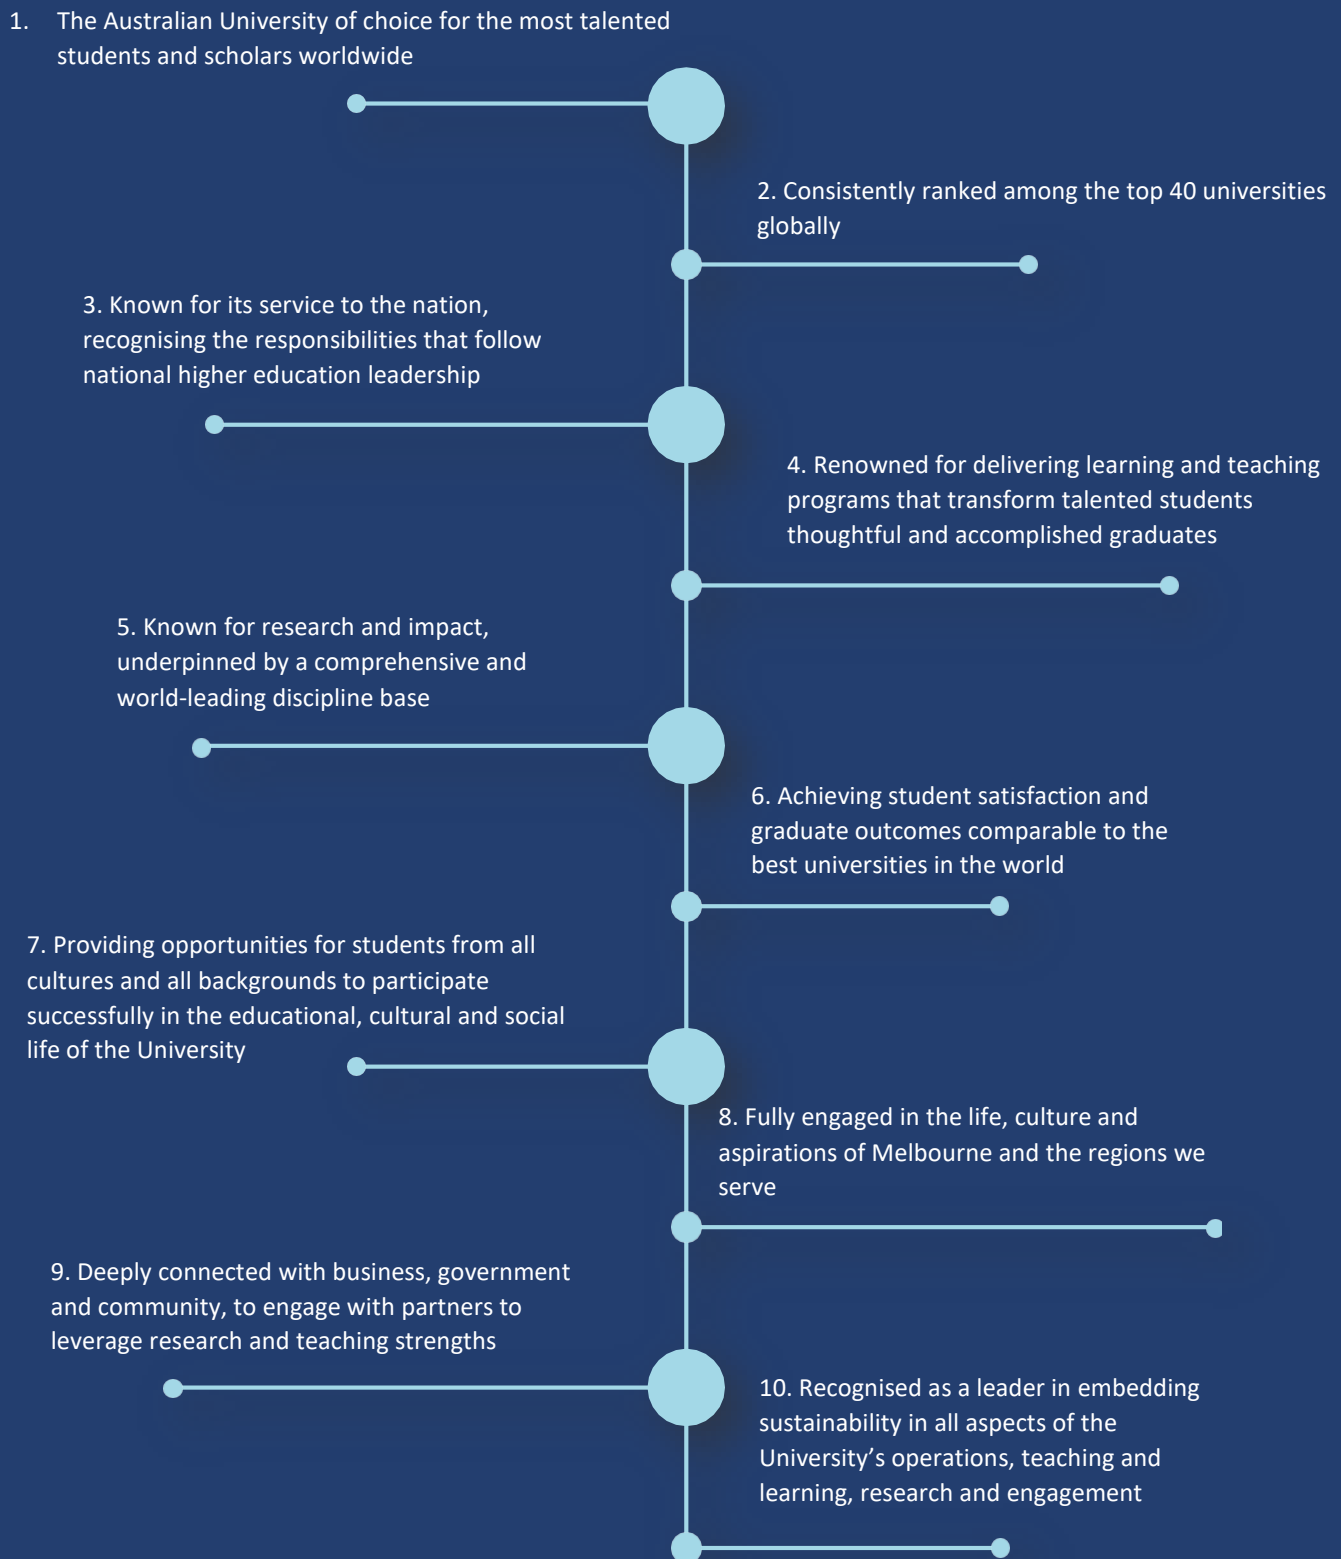 1. The Australian University of choice for the most talented
students and scholars worldwide
2. Consistently ranked among the top 40 universities
globally
3. Known for its service to the nation,
recognising the responsibilities that follow
national higher education leadership
4. Renowned for delivering learning and teaching
programs that transform talented students
thoughtful and accomplished graduates
5. Known for research and impact,
underpinned by a comprehensive and
world-leading discipline base
6. Achieving student satisfaction and
graduate outcomes comparable to the
best universities in the world
7. Providing opportunities for students from all
cultures and all backgrounds to participate
successfully in the educational, cultural and social
life of the University
8. Fully engaged in the life, culture and
aspirations of Melbourne and the regions we
serve
9. Deeply connected with business, government
and community, to engage with partners to
leverage research and teaching strengths
10. Recognised as a leader in embedding
sustainability in all aspects of the
University’s operations, teaching and
learning, research and engagement